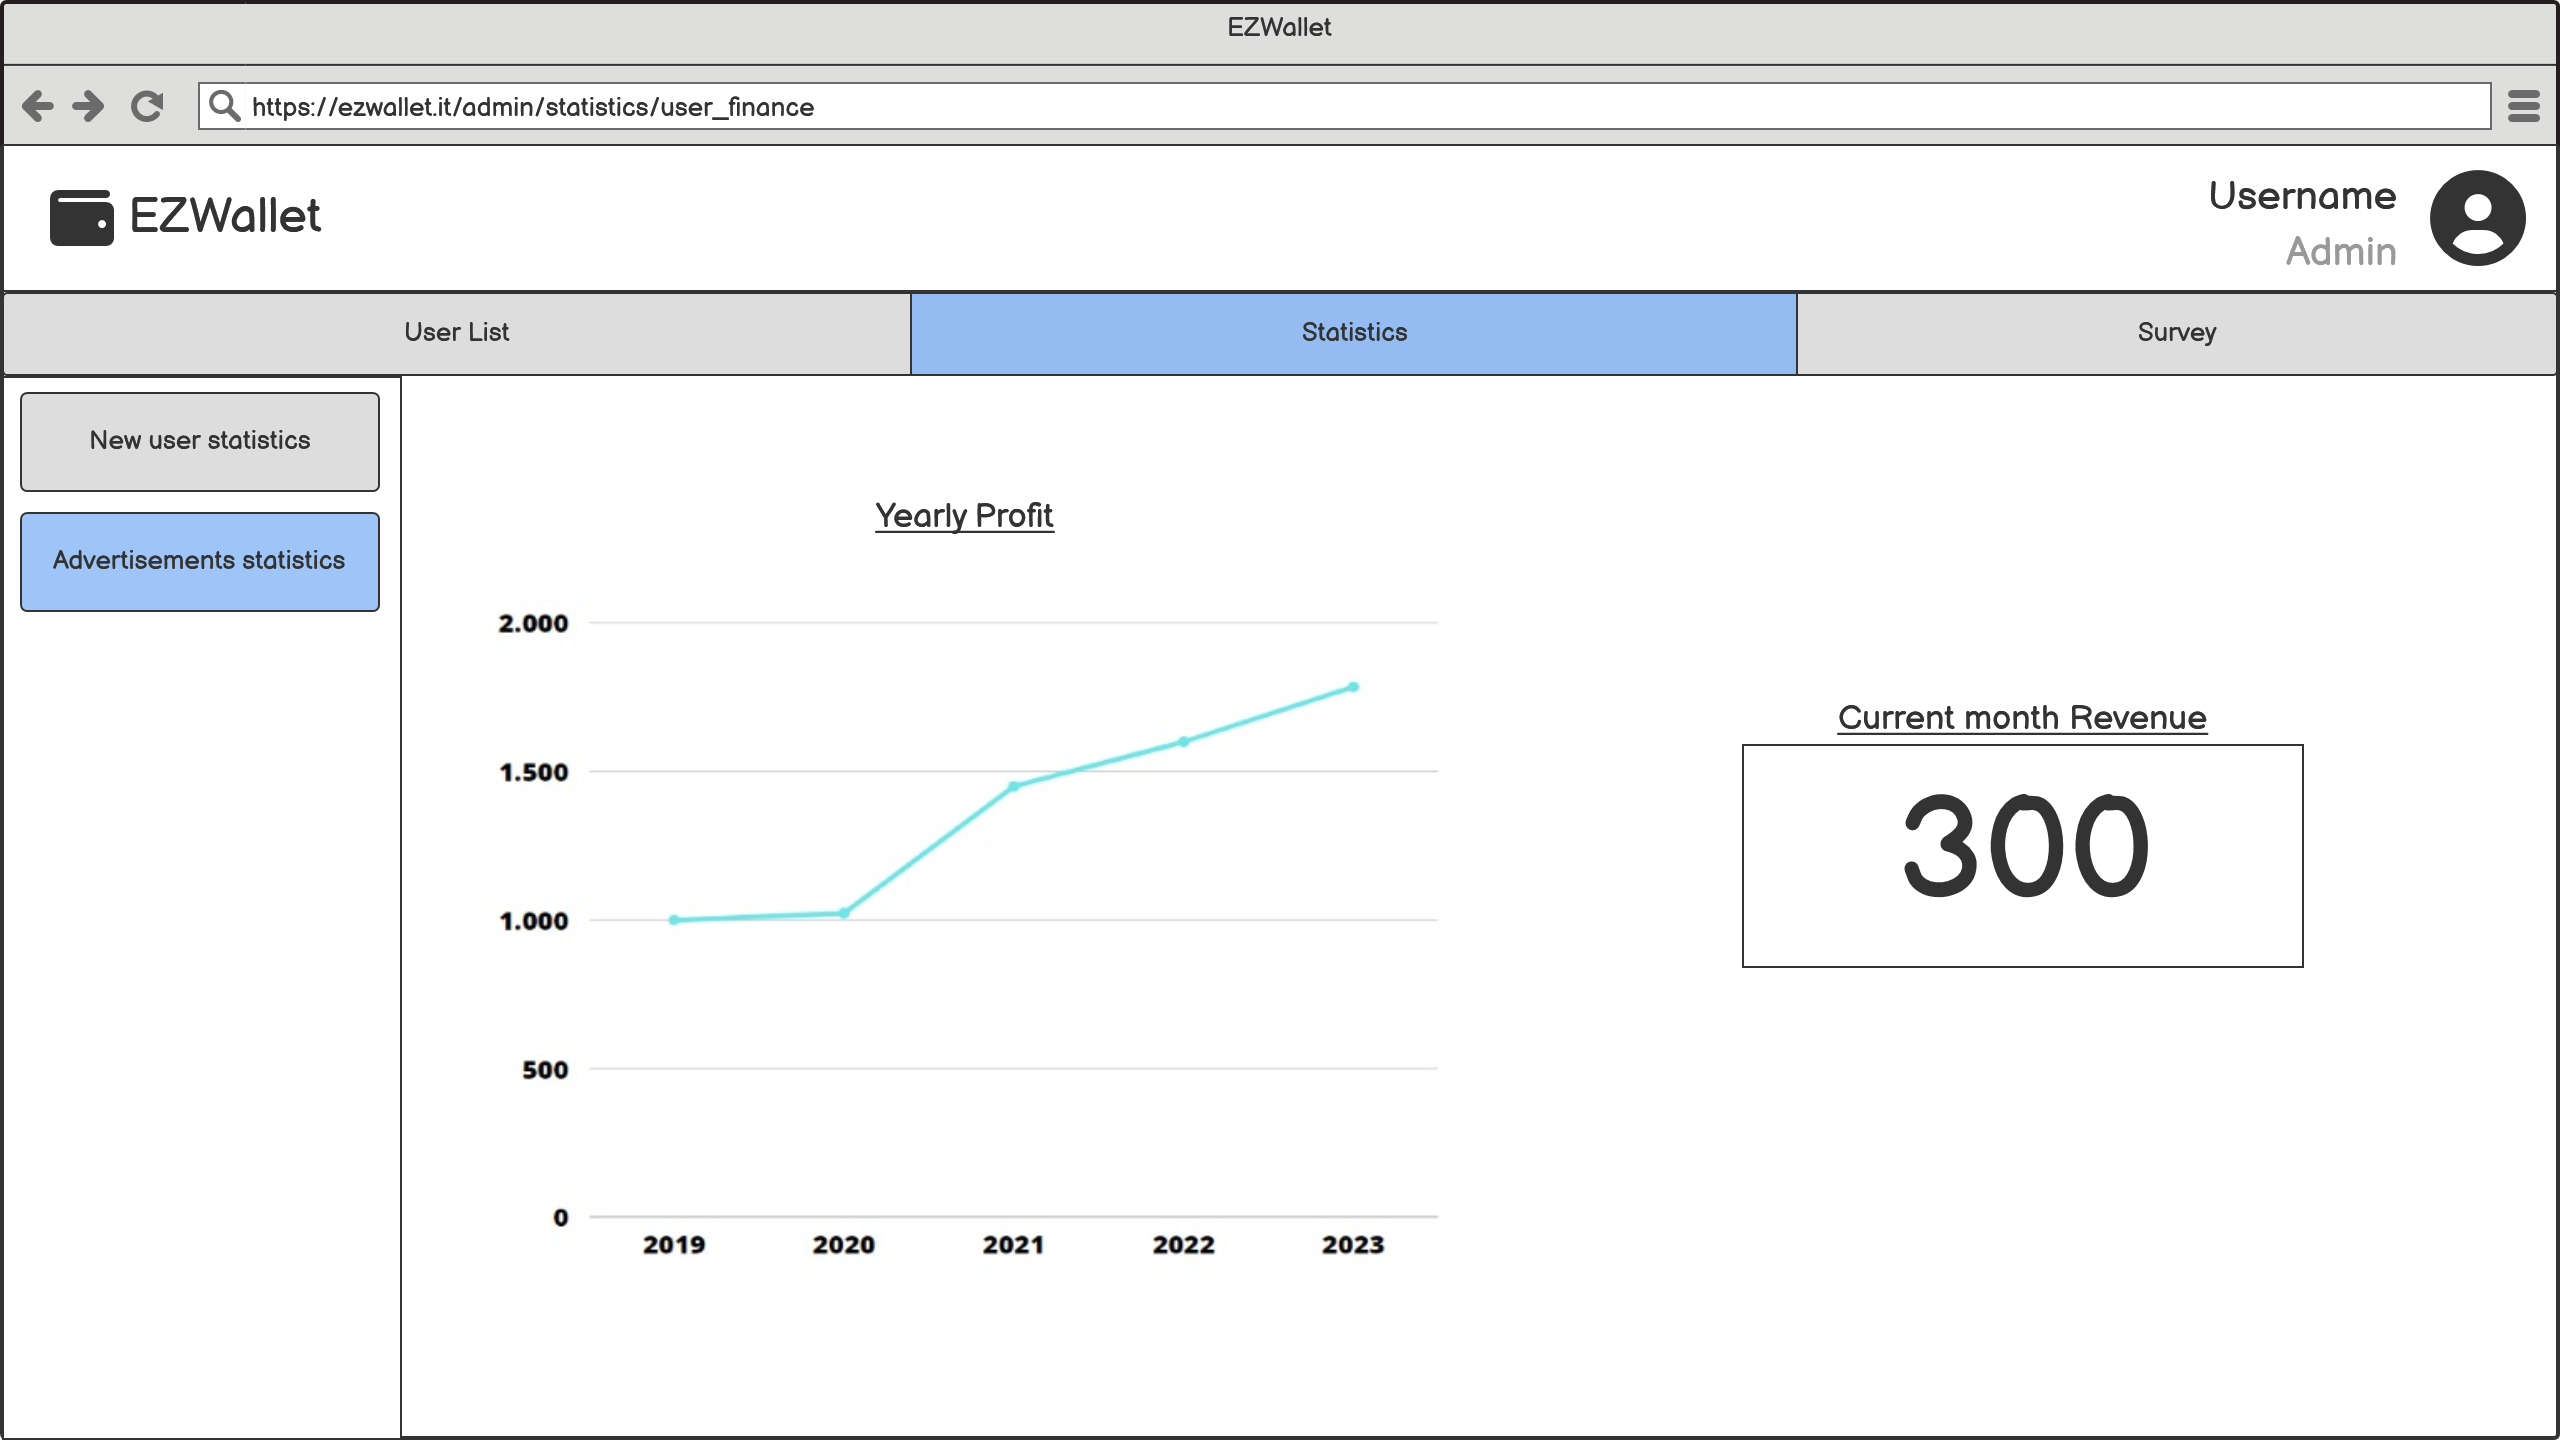 EZWallet
https://ezwallet.it/admin/statistics/user_finance
EZWallet
Username
Admin
User List
Statistics
Survey
New user statistics
Advertisements statistics
Yearly Profit
2.000
1.500
1.000
500
0
2019 2020 2021 2022 2023
Current month Revenue
300